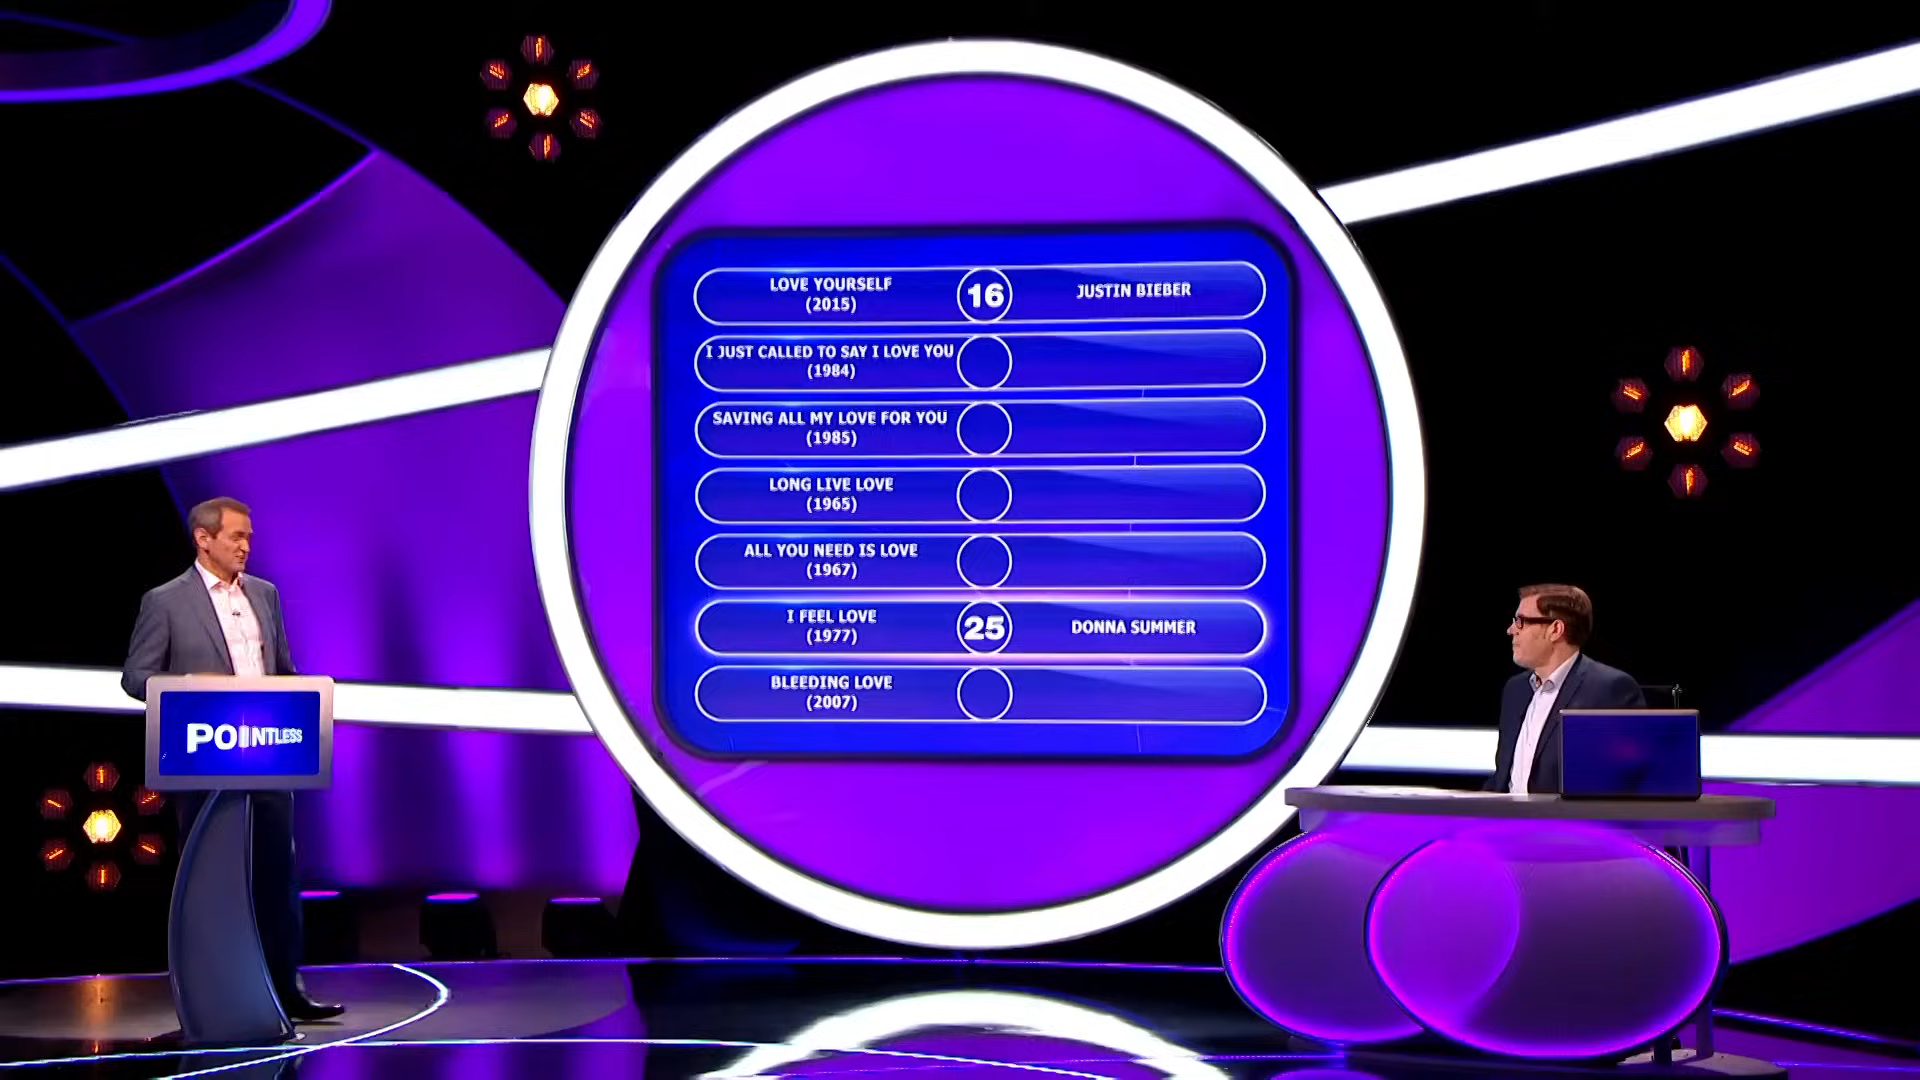 LOVE YOURSELF
(2015)
16
JUSTIN BIEBER
I JUST CALLED TO SAY I LOVE YOU
(1984)
SAVING ALL MY LOVE FOR YOU
(1985)
LONG LIVE LOVE
(1965)
ALL YOU NEED IS LOVE
(1967)
I FEEL LOVE
(1977)
25
DONNA SUMMER
BLEEDING LOVE
(2007)
POINTLESS